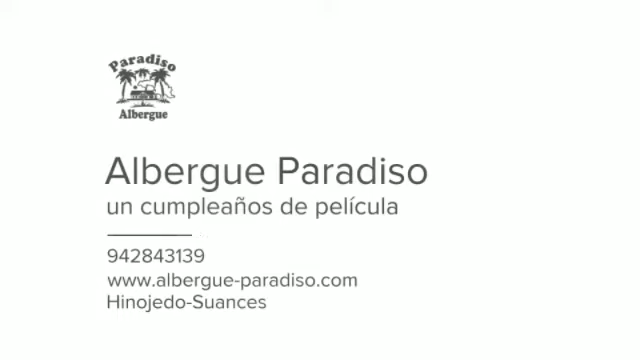 Paradiso
Albergue
Albergue Paradiso
un cumpleaños de película
942843139
www.albergue-paradiso.com
Hinojedo-Suances